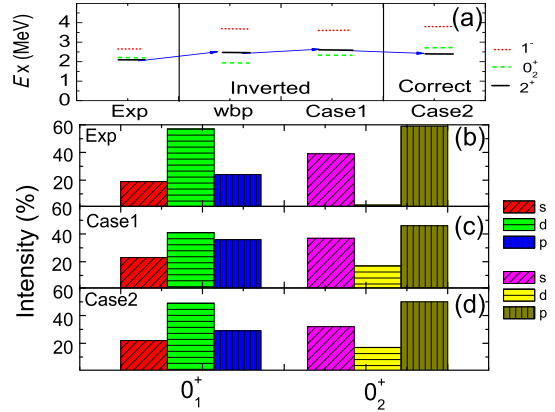 (a)
Ex (MeV)
5
4
3
2
1
0
Inverted
Correct
Exp
wbp
Case1
Case2
1⁻
0₂⁺
2⁺
Intensity (%)
60
40
20
Exp
(b)
60
40
20
Case1
(c)
60
40
20
Case2
(d)
s
d
p
s
d
p
0₁⁺
0₂⁺